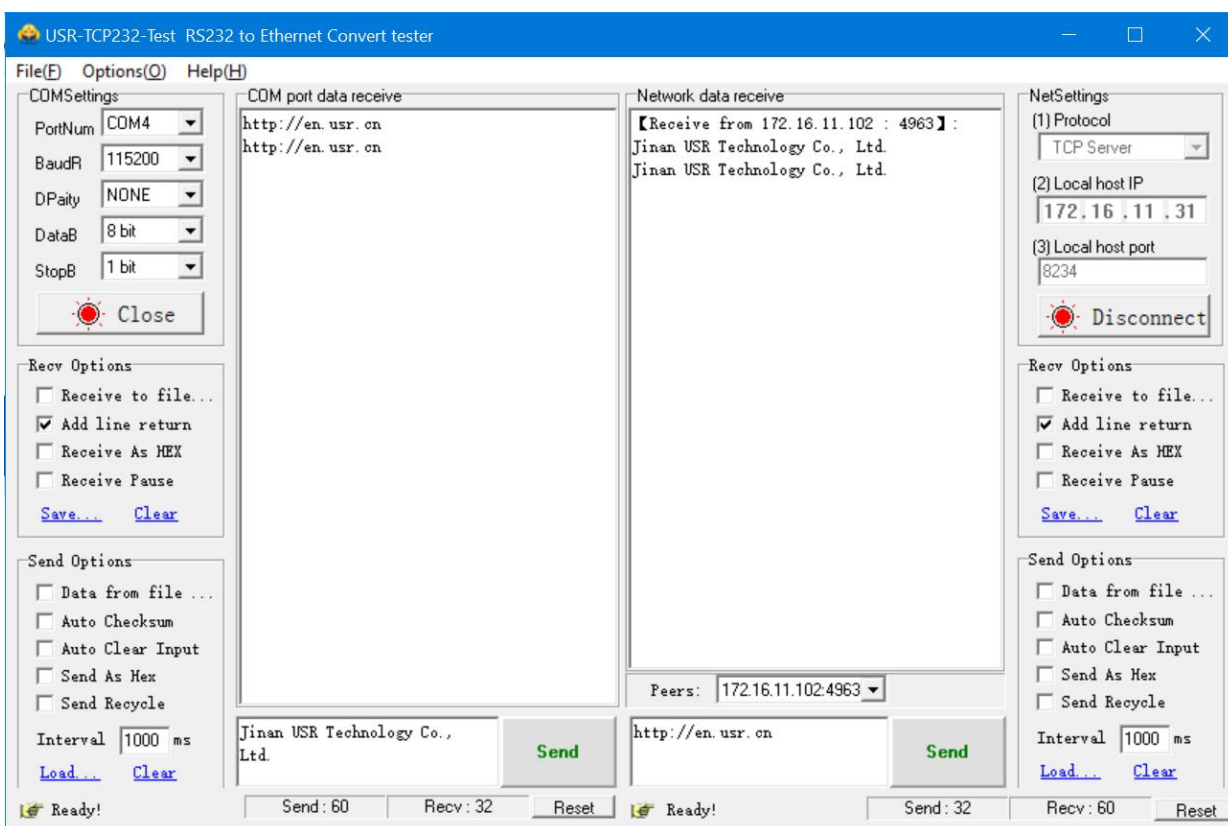 USR-TCP232-Test RS232 to Ethernet Convert tester
File(F) Options(O) Help(H)
COMSettings
PortNum COM4
BaudR 115200
DPaity NONE
DataB 8 bit
StopB 1 bit
Close
Recv Options
Receive to file...
Add line return
Receive As HEX
Receive Pause
Save... Clear
Send Options
Data from file ...
Auto Checksum
Auto Clear Input
Send As Hex
Send Recycle
Interval 1000 ms
Load... Clear
COM port data receive
http://en.usr.cn
http://en.usr.cn
Jinan USR Technology Co.,
Ltd.
Send
Network data receive
【Receive from 172.16.11.102 : 4963】:
Jinan USR Technology Co., Ltd.
Jinan USR Technology Co., Ltd.
Peers: 172.16.11.102:4963
http://en.usr.cn
Send
NetSettings
(1) Protocol
TCP Server
(2) Local host IP
172.16 .11 .31
(3) Local host port
8234
Disconnect
Recv Options
Receive to file...
Add line return
Receive As HEX
Receive Pause
Save... Clear
Send Options
Data from file ...
Auto Checksum
Auto Clear Input
Send As Hex
Send Recycle
Interval 1000 ms
Load... Clear
Ready! Send : 60 Recv : 32 Reset
Ready! Send : 32 Recv : 60 Reset